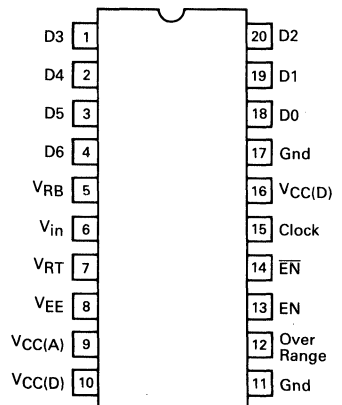 D3 1 20 D2
D4 2 19 D1
D5 3 18 D0
D6 4 17 Gnd
VRB 5 16 VCC(D)
Vin 6 15 Clock
VRT 7 14 E̅N̅
VEE 8 13 EN
VCC(A) 9 12 Over
Range
VCC(D) 10 11 Gnd